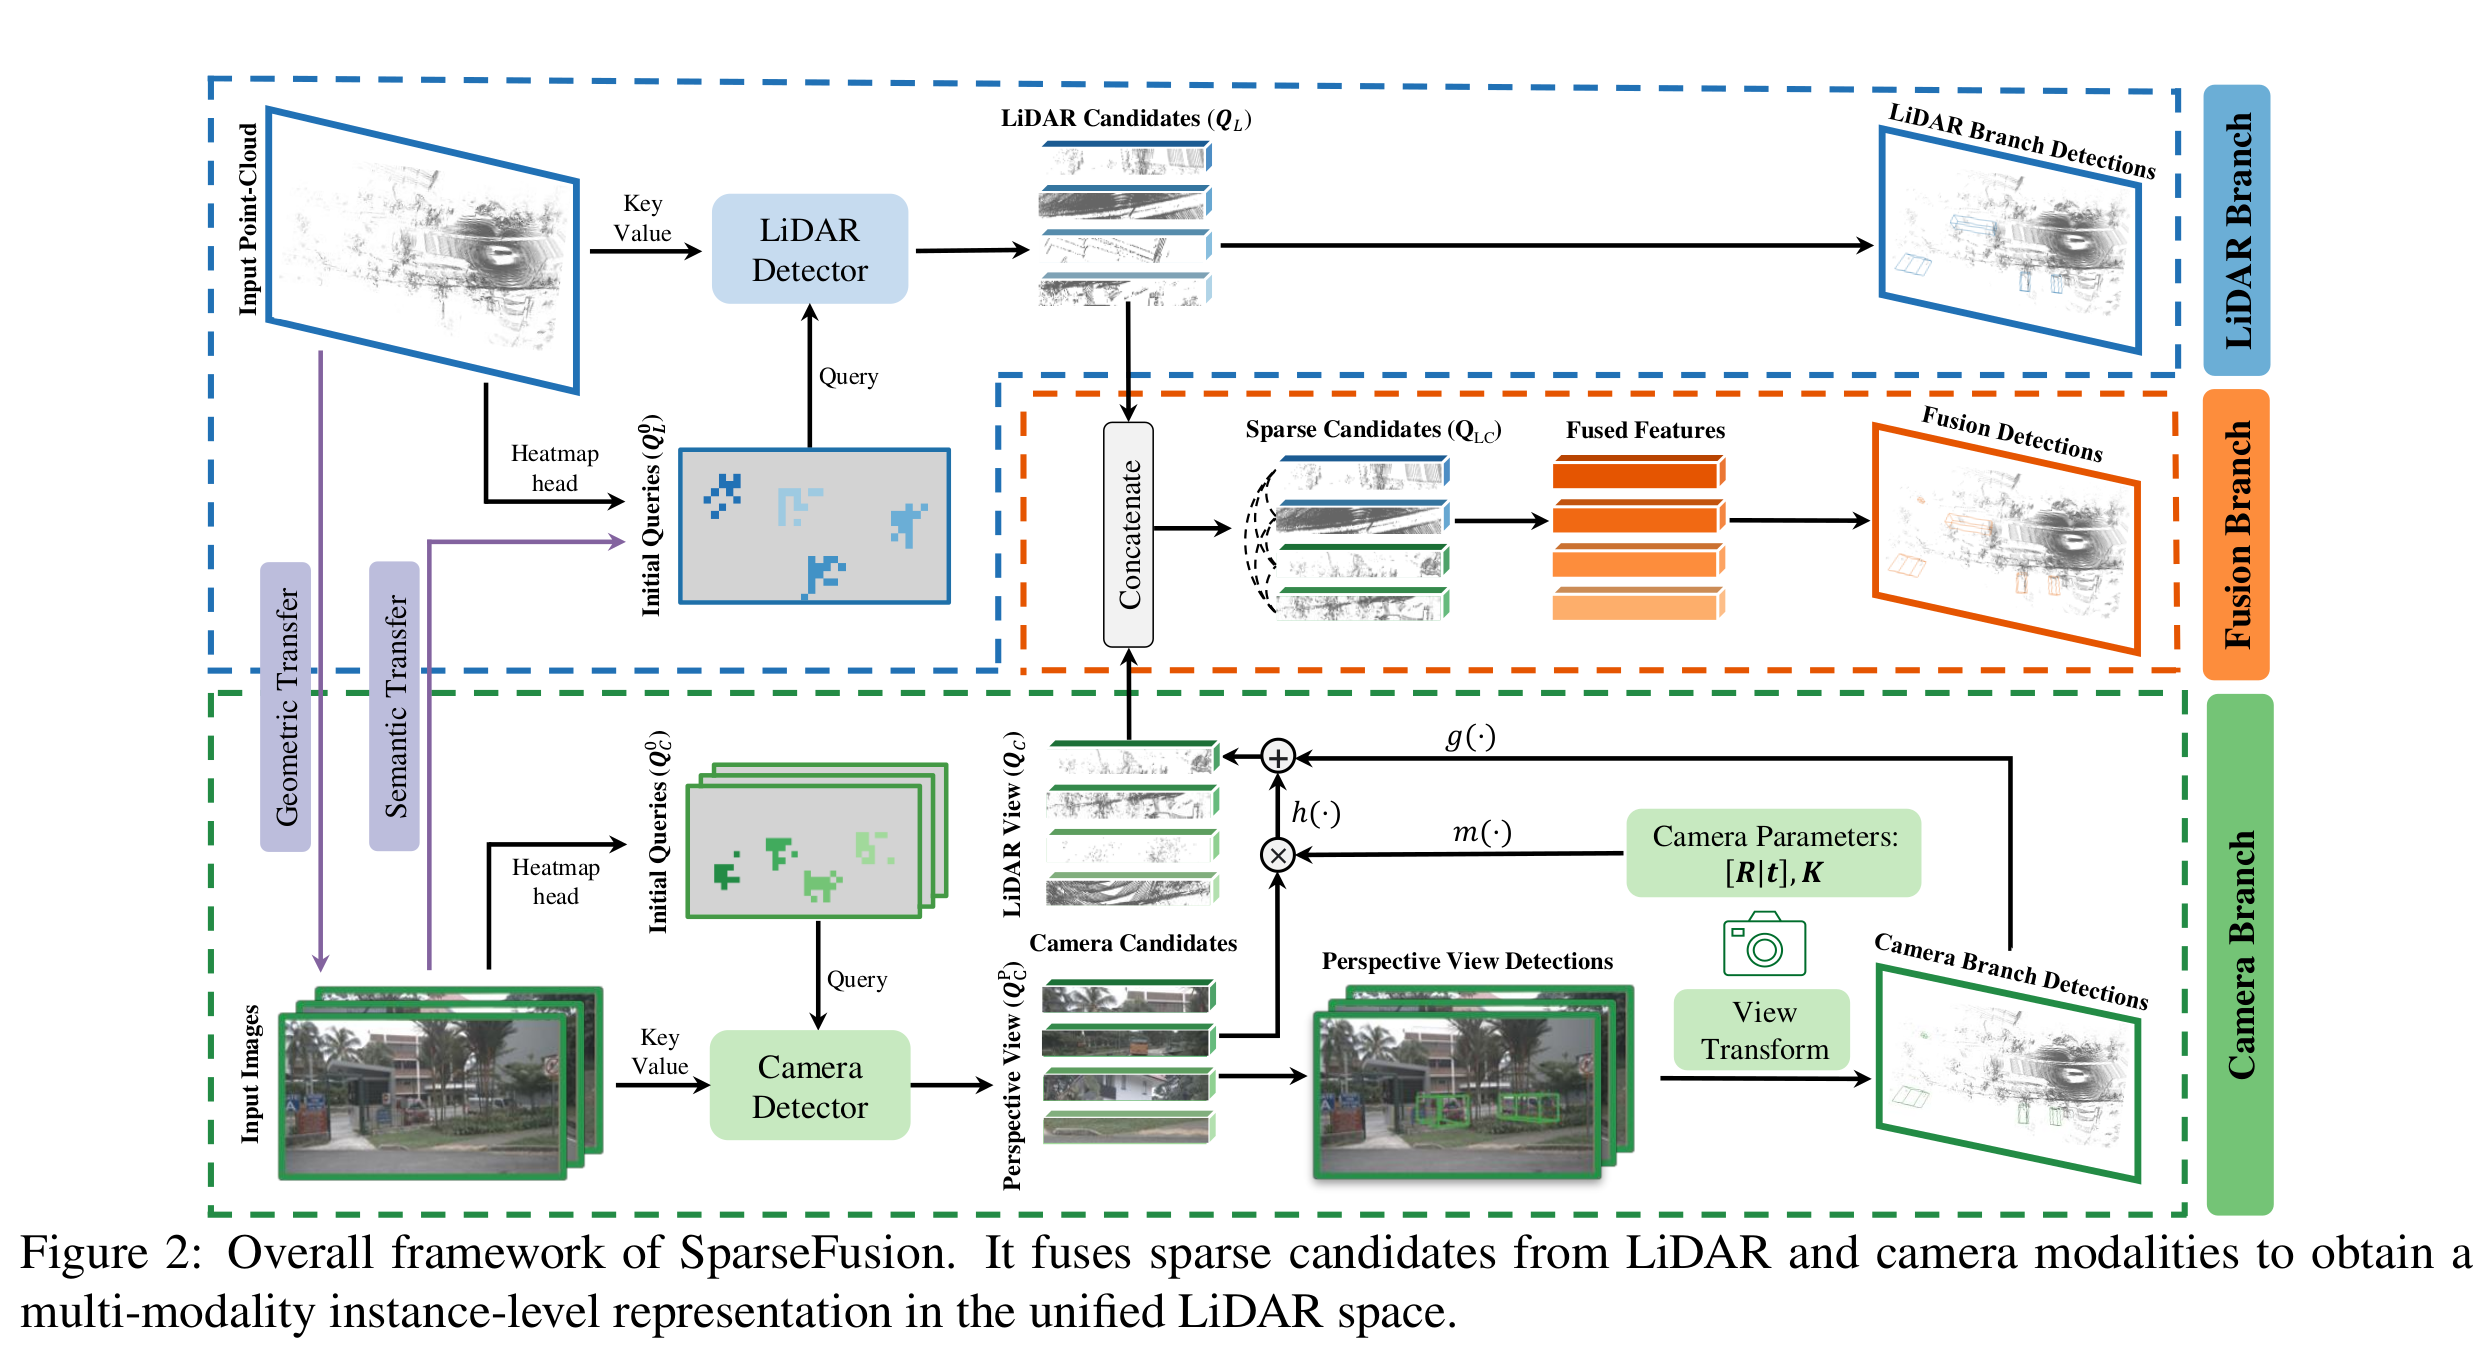 Input Point-Cloud
Key
Value
LiDAR
Detector
LiDAR Candidates (Q_L)
LiDAR Branch Detections
LiDAR Branch
Query
Heatmap
head
Initial Queries (Q_L^0)
Geometric Transfer
Semantic Transfer
Concatenate
Sparse Candidates (Q_LC)
Fused Features
Fusion Detections
Fusion Branch
Input Images
Heatmap
head
Initial Queries (Q_C^0)
Query
Key
Value
Camera
Detector
LiDAR View (Q_C)
+
×
g(·)
h(·)
m(·)
Camera Parameters:
[R|t], K
Camera Candidates
Perspective View (Q_C^P)
Perspective View Detections
View
Transform
Camera Branch Detections
Camera Branch
Figure 2: Overall framework of SparseFusion. It fuses sparse candidates from LiDAR and camera modalities to obtain a
multi-modality instance-level representation in the unified LiDAR space.